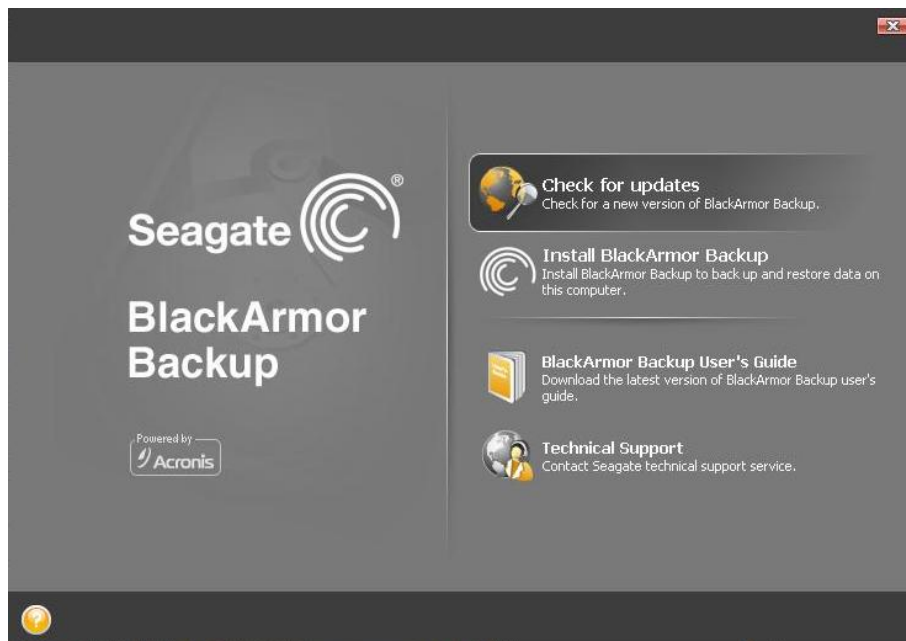 Seagate ®
BlackArmor
Backup
Powered by
Acronis
Check for updates
Check for a new version of BlackArmor Backup.
Install BlackArmor Backup
Install BlackArmor Backup to back up and restore data on
this computer.
BlackArmor Backup User's Guide
Download the latest version of BlackArmor Backup user's
guide.
Technical Support
Contact Seagate technical support service.
?